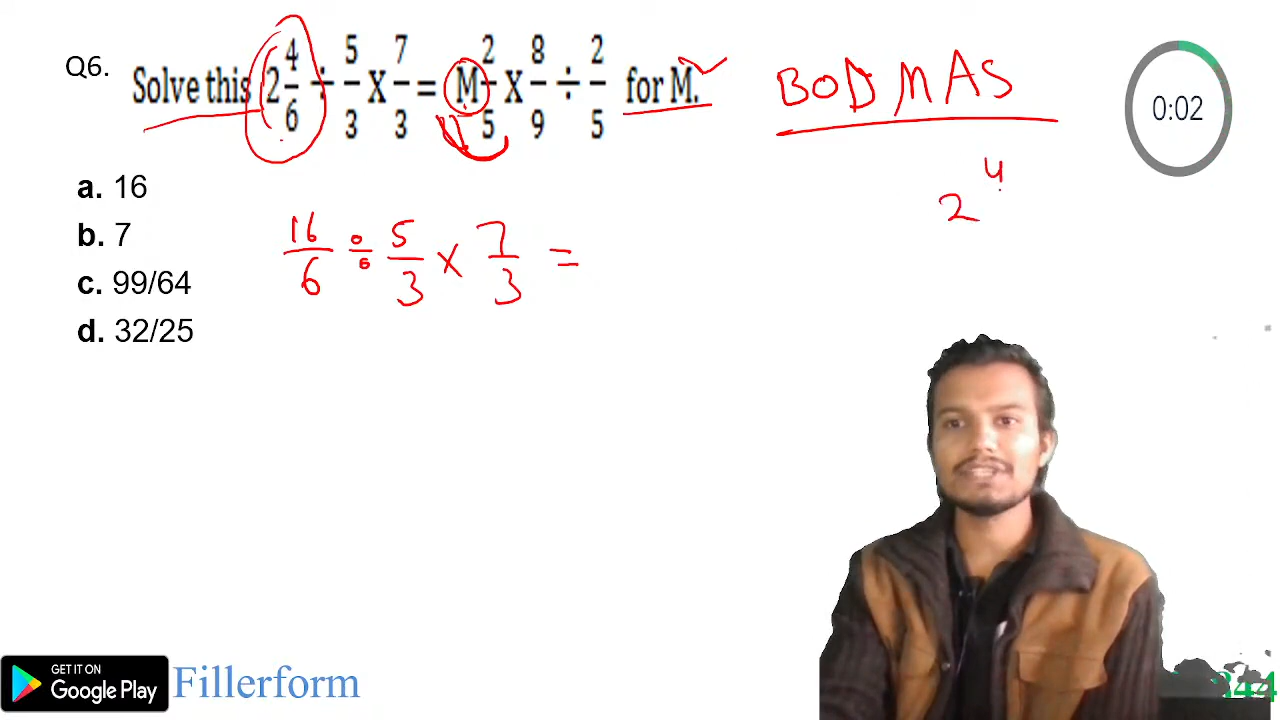 Q6. Solve this 2 4/6 ÷ 5/3 X 7/3 = M 2/5 X 8/9 ÷ 2/5 for M.
BODMAS
0:02
2 4
a. 16
b. 7
c. 99/64
d. 32/25
16/6 ÷ 5/3 × 7/3 =
GET IT ON
Google Play
Fillerform